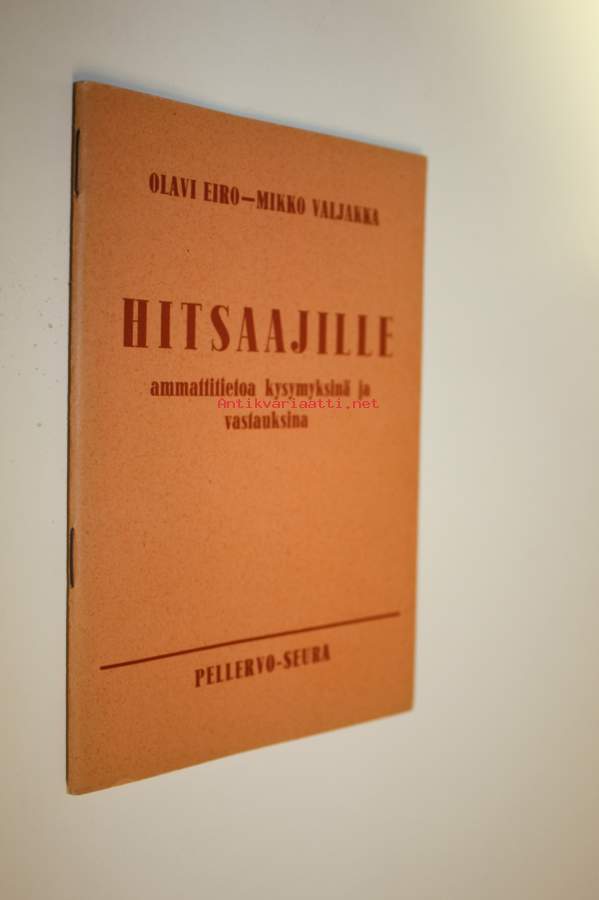 OLAVI EIRO—MIKKO VALJAKKA
HITSAAJILLE
ammattitietoa kysymyksinä ja
Antikvariaatti.net
vastauksina
PELLERVO-SEURA